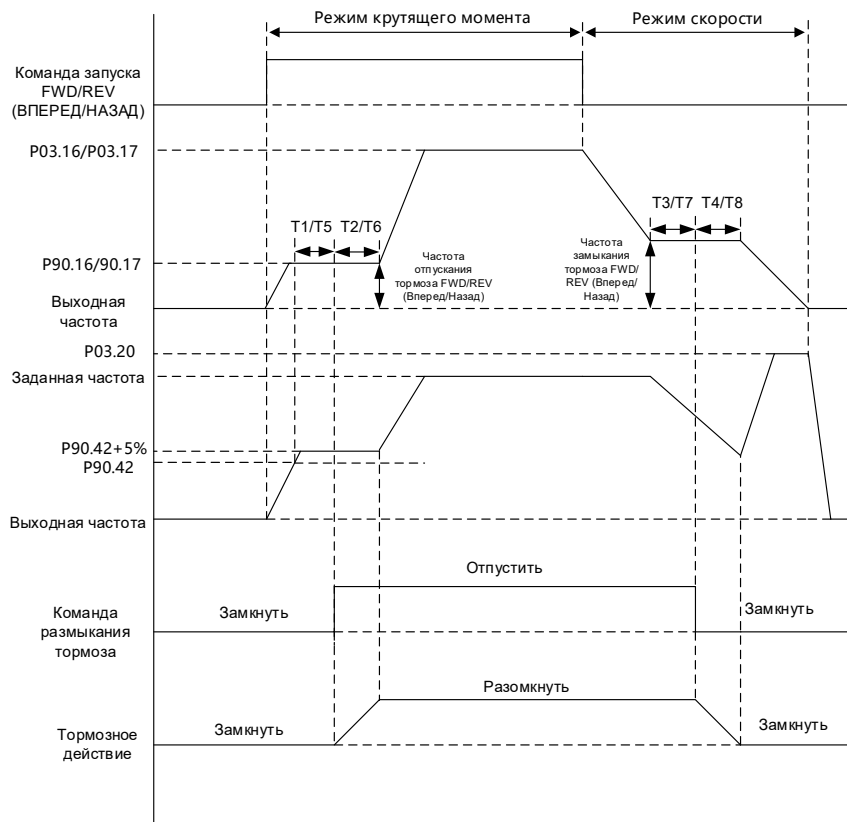 Режим крутящего момента
Режим скорости
Команда запуска
FWD/REV
(ВПЕРЕД/НАЗАД)
P03.16/P03.17
T1/T5
T2/T6
T3/T7
T4/T8
P90.16/90.17
Частота
отпускания
тормоза FWD/REV
(Вперед/Назад)
Частота
замыкания
тормоза FWD/
REV (Вперед/
Назад)
Выходная
частота
P03.20
Заданная частота
P90.42+5%
P90.42
Выходная частота
Отпустить
Замкнуть
Замкнуть
Команда
размыкания
тормоза
Разомкнуть
Замкнуть
Замкнуть
Тормозное
действие